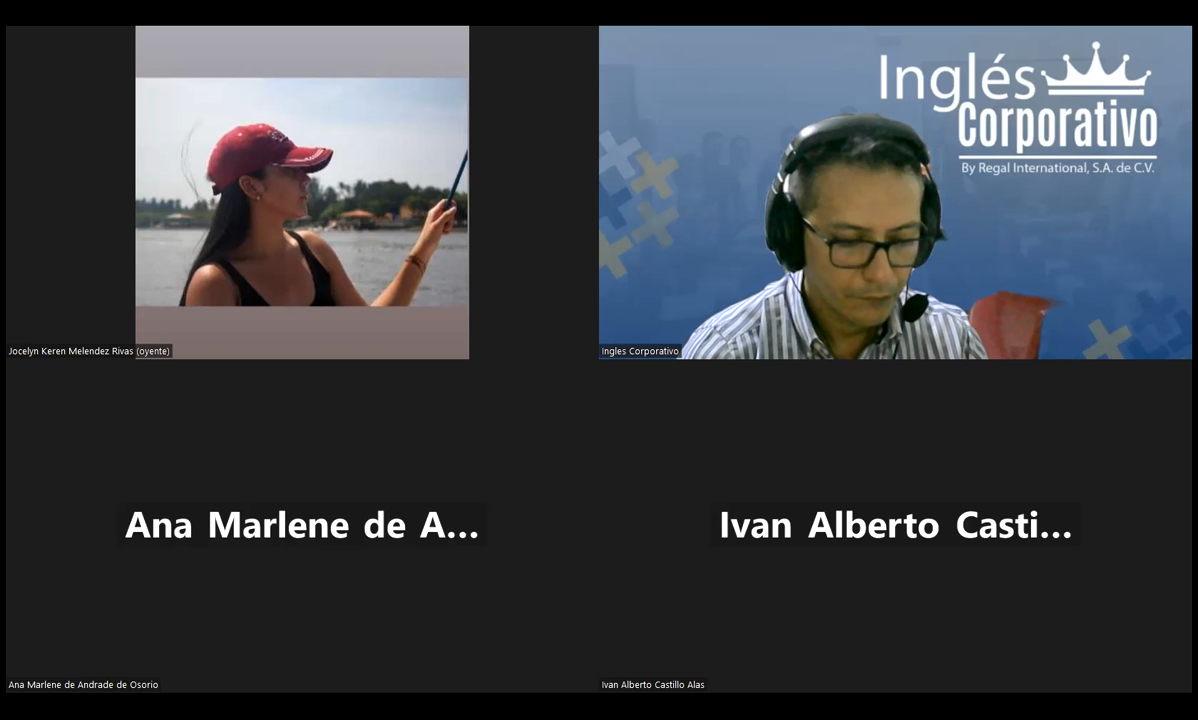 Inglés
Corporativo
By Regal International, S.A. de C.V.
Jocelyn Keren Melendez Rivas (oyente)
Ingles Corporativo
Ana Marlene de A...
Ivan Alberto Casti...
Ana Marlene de Andrade de Osorio
Ivan Alberto Castillo Alas